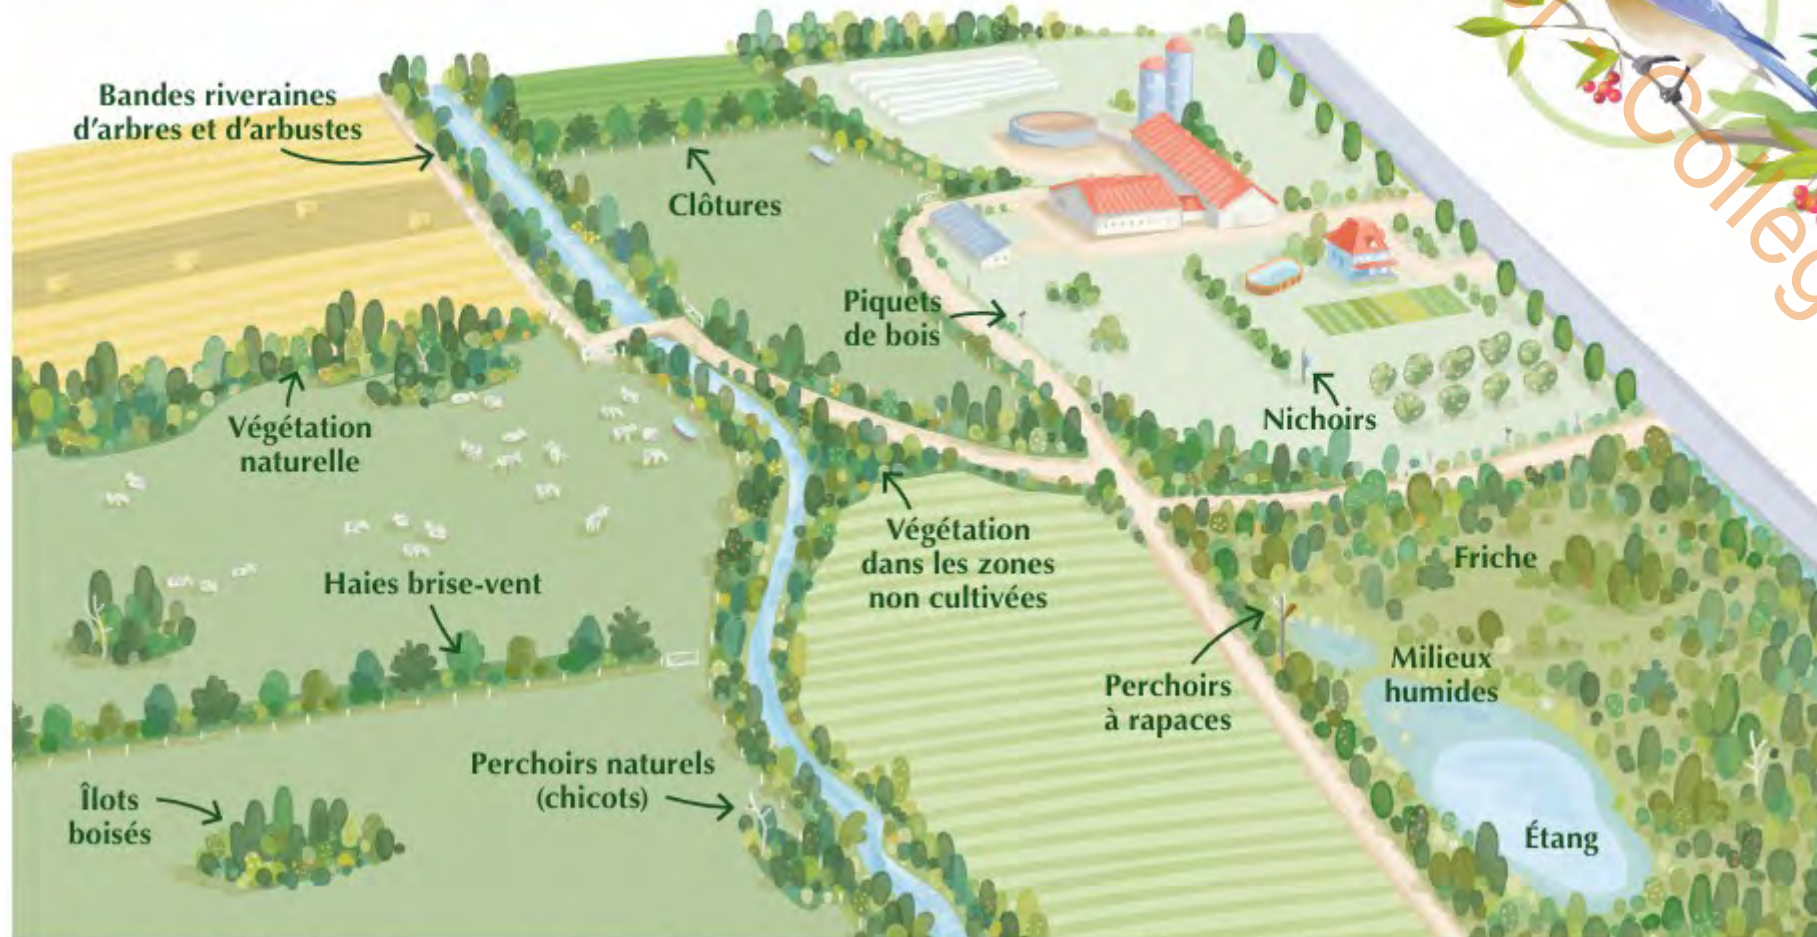 Bandes riveraines
d'arbres et d'arbustes
Clôtures
Piquets
de bois
Nichoirs
Végétation
naturelle
Végétation
dans les zones
non cultivées
Friche
Haies brise-vent
Milieux
humides
Perchoirs
à rapaces
Perchoirs naturels
(chicots)
Îlots
boisés
Étang